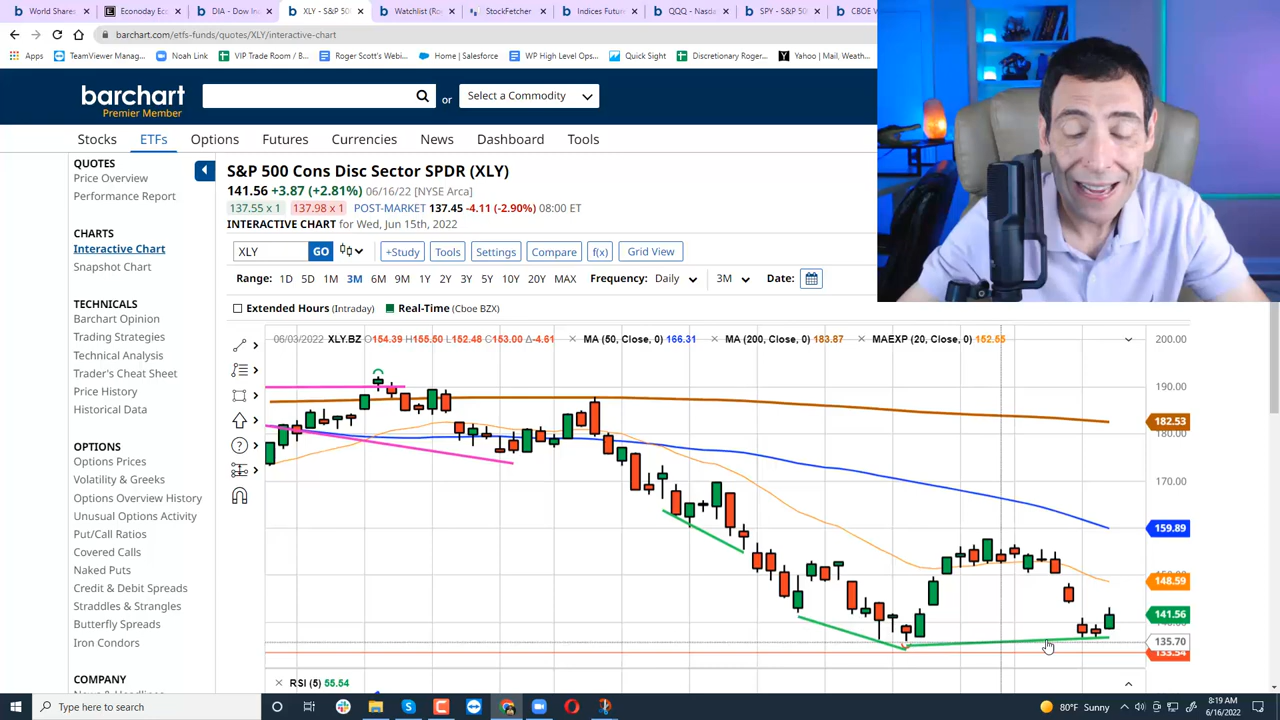 World Shares
Econoday Ec
DIA - Dow In
XLY - S&P 50
Watchlist (Ro
StockFetcher
Indices Futur
QQQ - Nasda
SPY - S&P 50
CBOE V
barchart.com/etfs-funds/quotes/XLY/interactive-chart
Apps
TeamViewer Manag...
Noah Link
VIP Trade Room / B...
Roger Scott's Webi...
Home | Salesforce
WP High Level Ops...
Quick Sight
Discretionary Roger...
Yahoo | Mail, Weath...
barchart
Premier Member
or
Select a Commodity
Stocks
ETFs
Options
Futures
Currencies
News
Dashboard
Tools
QUOTES
Price Overview
Performance Report
CHARTS
Interactive Chart
Snapshot Chart
TECHNICALS
Barchart Opinion
Trading Strategies
Technical Analysis
Trader's Cheat Sheet
Price History
Historical Data
OPTIONS
Options Prices
Volatility & Greeks
Options Overview History
Unusual Options Activity
Put/Call Ratios
Covered Calls
Naked Puts
Credit & Debit Spreads
Straddles & Strangles
Butterfly Spreads
Iron Condors
COMPANY
S&P 500 Cons Disc Sector SPDR (XLY)
141.56 +3.87 (+2.81%) 06/16/22 [NYSE Arca]
137.55 x 1 137.98 x 1 POST-MARKET 137.45 -4.11 (-2.90%) 08:00 ET
INTERACTIVE CHART for Wed, Jun 15th, 2022
XLY GO +Study Tools Settings Compare f(x) Grid View
Range: 1D 5D 1M 3M 6M 9M 1Y 2Y 3Y 5Y 10Y 20Y MAX Frequency: Daily 3M Date:
Extended Hours (Intraday) Real-Time (Cboe BZX)
06/03/2022 XLY.BZ O154.39 H155.50 L152.48 C153.00 Δ-4.61 MA (50, Close, 0) 166.31 MA (200, Close, 0) 183.87 MAEXP (20, Close, 0) 152.55
200.00
190.00
182.53
180.00
170.00
159.89
148.59
141.56
135.70
RSI (5) 55.54
Type here to search
80°F Sunny
8:19 AM
6/16/2022